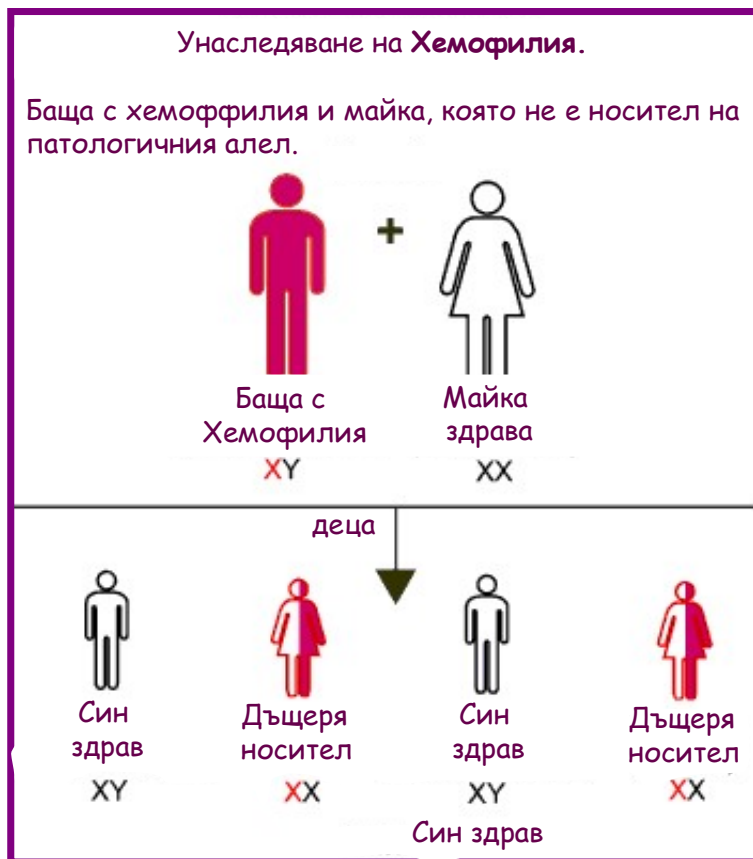 Унаследяване на Хемофилия.
Баща с хемоффилия и майка, която не е носител на
патологичния алел.
+
Баща с Хемофилия
XY
Майка здрава
XX
деца
Син здрав
XY
Дъщеря носител
XX
Син здрав
XY
Дъщеря носител
XX
Син здрав